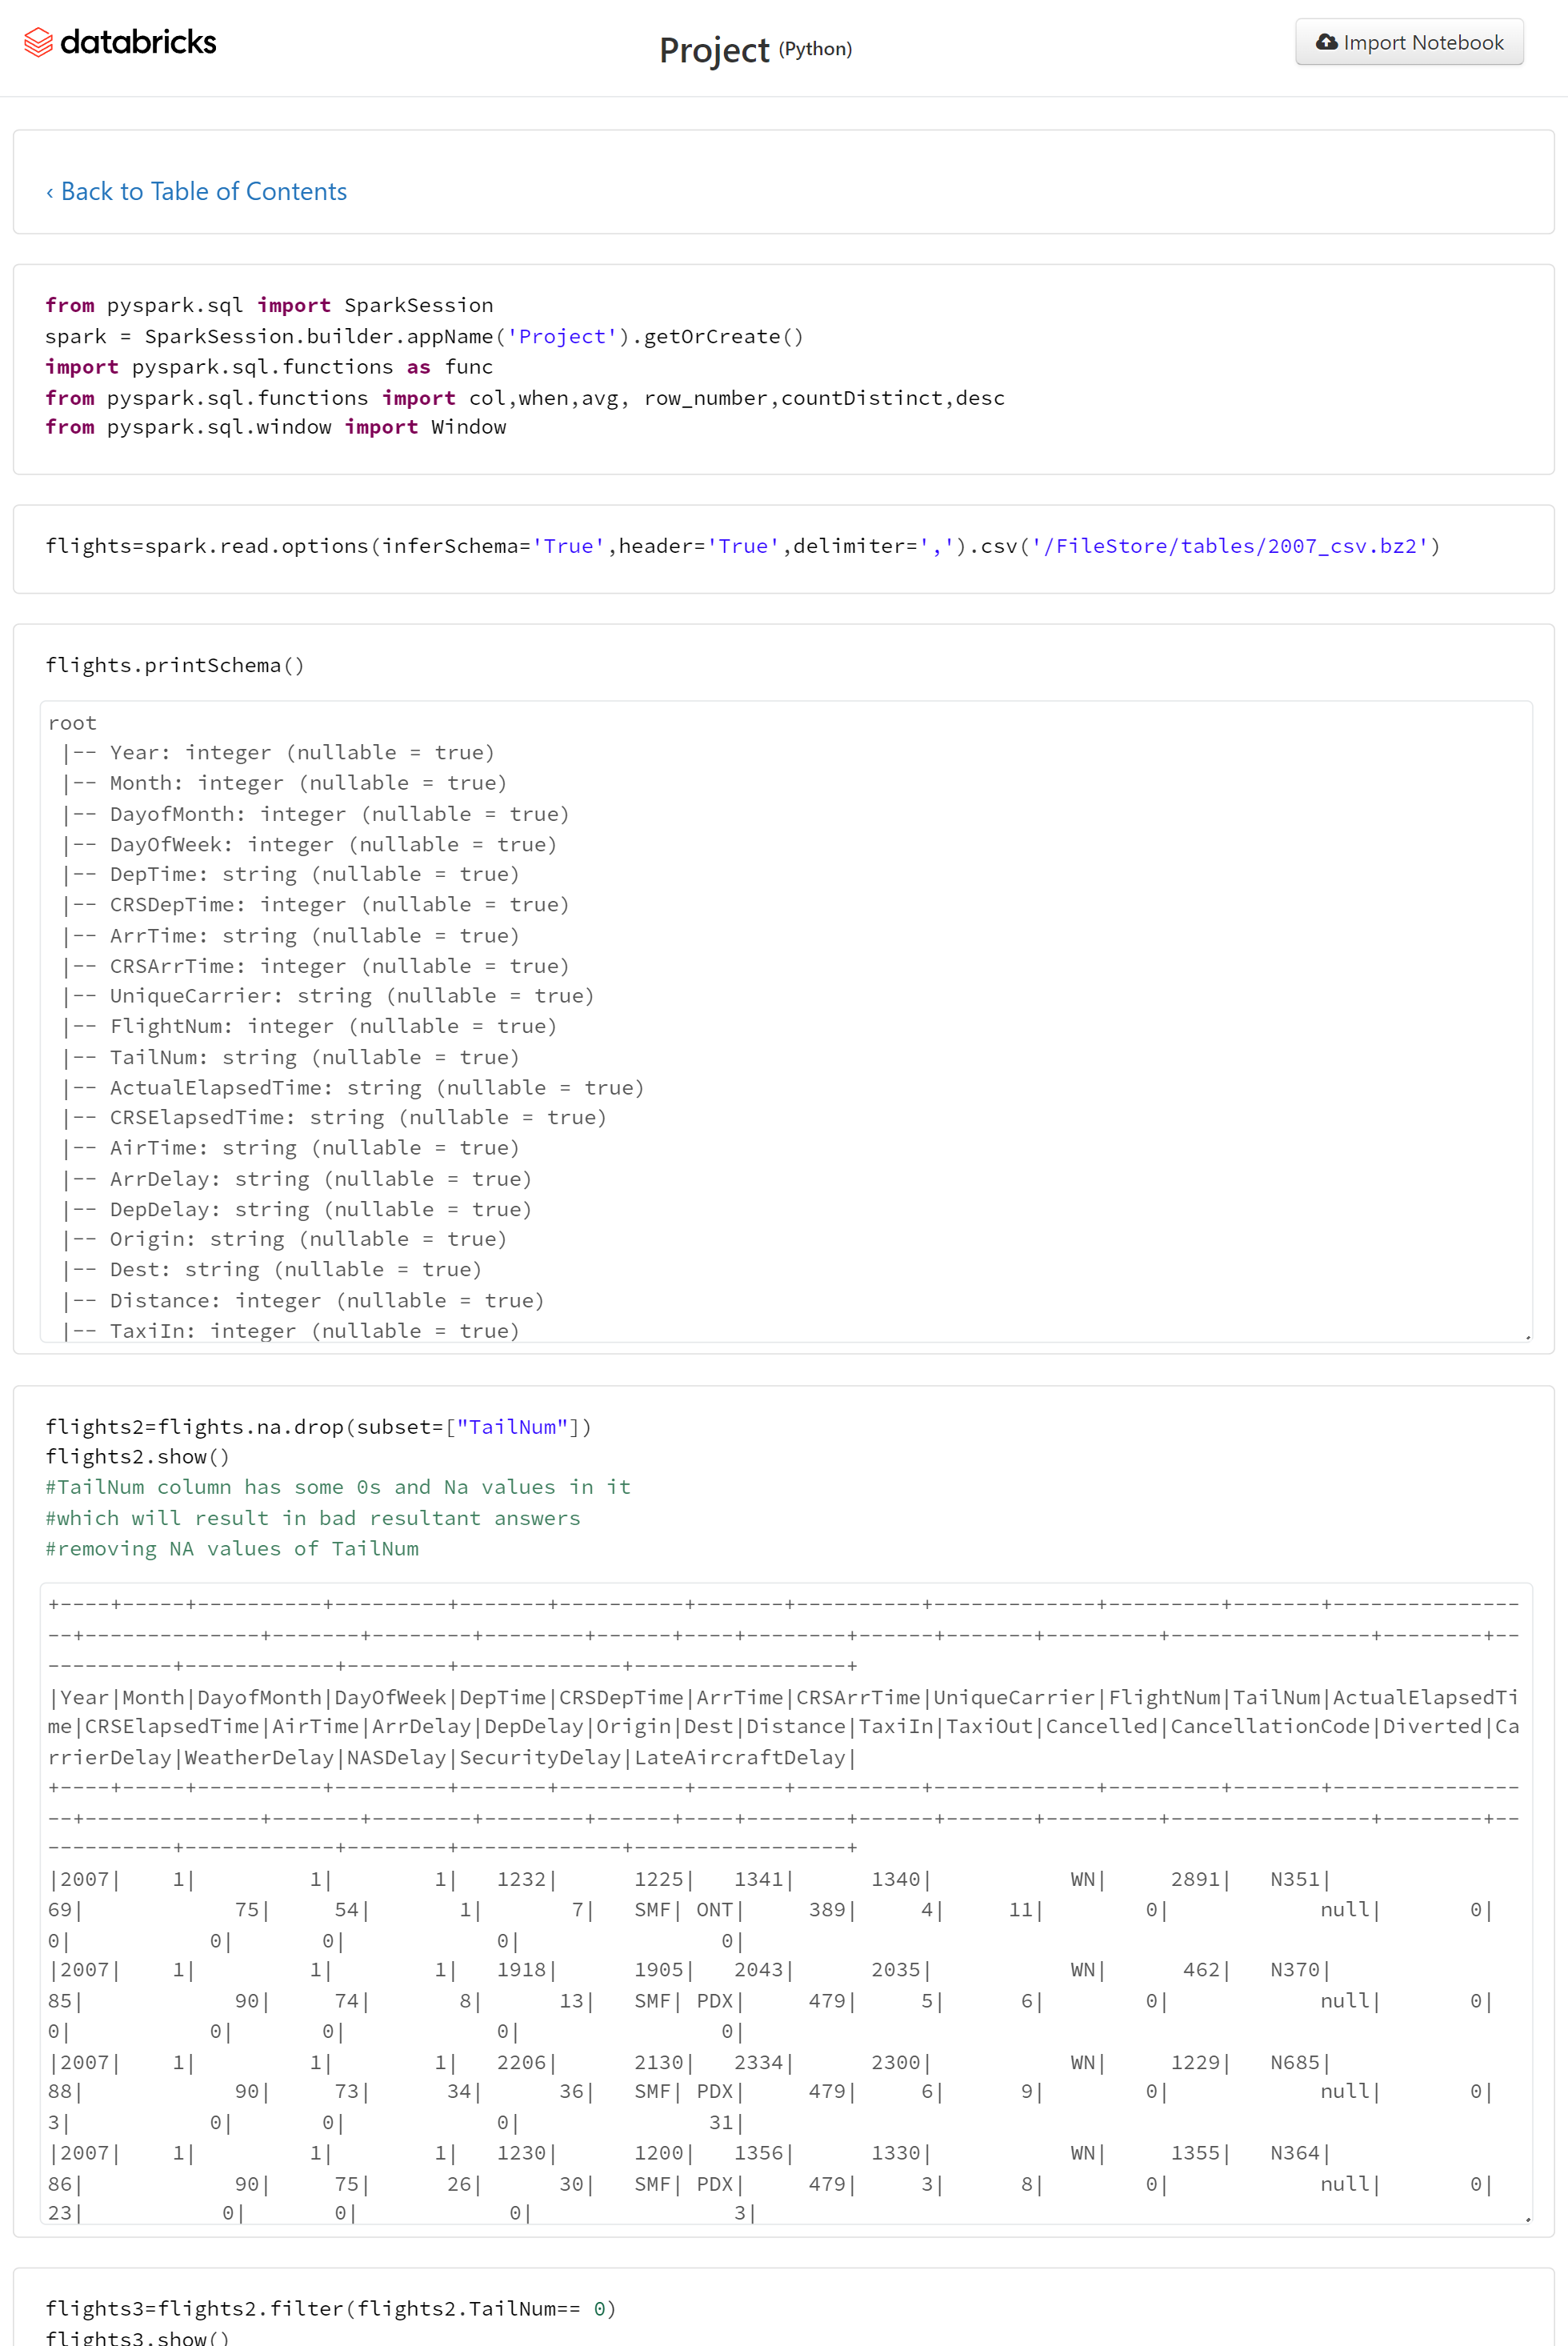 databricks
Project (Python)
Import Notebook
‹ Back to Table of Contents
from pyspark.sql import SparkSession
spark = SparkSession.builder.appName('Project').getOrCreate()
import pyspark.sql.functions as func
from pyspark.sql.functions import col,when,avg, row_number,countDistinct,desc
from pyspark.sql.window import Window
flights=spark.read.options(inferSchema='True',header='True',delimiter=',').csv('/FileStore/tables/2007_csv.bz2')
flights.printSchema()
root
 |-- Year: integer (nullable = true)
 |-- Month: integer (nullable = true)
 |-- DayofMonth: integer (nullable = true)
 |-- DayOfWeek: integer (nullable = true)
 |-- DepTime: string (nullable = true)
 |-- CRSDepTime: integer (nullable = true)
 |-- ArrTime: string (nullable = true)
 |-- CRSArrTime: integer (nullable = true)
 |-- UniqueCarrier: string (nullable = true)
 |-- FlightNum: integer (nullable = true)
 |-- TailNum: string (nullable = true)
 |-- ActualElapsedTime: string (nullable = true)
 |-- CRSElapsedTime: string (nullable = true)
 |-- AirTime: string (nullable = true)
 |-- ArrDelay: string (nullable = true)
 |-- DepDelay: string (nullable = true)
 |-- Origin: string (nullable = true)
 |-- Dest: string (nullable = true)
 |-- Distance: integer (nullable = true)
 |-- TaxiIn: integer (nullable = true)
flights2=flights.na.drop(subset=["TailNum"])
flights2.show()
#TailNum column has some 0s and Na values in it
#which will result in bad resultant answers
#removing NA values of TailNum
+----+-----+----------+---------+-------+----------+-------+----------+-------------+---------+-------+---------------
--+--------------+-------+--------+--------+------+----+--------+------+-------+---------+----------------+--------+--
----------+------------+--------+-------------+-----------------+
|Year|Month|DayofMonth|DayOfWeek|DepTime|CRSDepTime|ArrTime|CRSArrTime|UniqueCarrier|FlightNum|TailNum|ActualElapsedTi
me|CRSElapsedTime|AirTime|ArrDelay|DepDelay|Origin|Dest|Distance|TaxiIn|TaxiOut|Cancelled|CancellationCode|Diverted|Ca
rrierDelay|WeatherDelay|NASDelay|SecurityDelay|LateAircraftDelay|
+----+-----+----------+---------+-------+----------+-------+----------+-------------+---------+-------+---------------
--+--------------+-------+--------+--------+------+----+--------+------+-------+---------+----------------+--------+--
----------+------------+--------+-------------+-----------------+
|2007|    1|         1|        1|   1232|      1225|   1341|      1340|           WN|     2891|   N351|
69|            75|     54|       1|       7|   SMF| ONT|     389|     4|     11|        0|            null|       0|
0|           0|       0|            0|                0|
|2007|    1|         1|        1|   1918|      1905|   2043|      2035|           WN|      462|   N370|
85|            90|     74|       8|      13|   SMF| PDX|     479|     5|      6|        0|            null|       0|
0|           0|       0|            0|                0|
|2007|    1|         1|        1|   2206|      2130|   2334|      2300|           WN|     1229|   N685|
88|            90|     73|      34|      36|   SMF| PDX|     479|     6|      9|        0|            null|       0|
3|           0|       0|            0|               31|
|2007|    1|         1|        1|   1230|      1200|   1356|      1330|           WN|     1355|   N364|
86|            90|     75|      26|      30|   SMF| PDX|     479|     3|      8|        0|            null|       0|
23|           0|       0|            0|                3|
flights3=flights2.filter(flights2.TailNum== 0)
flights3.show()